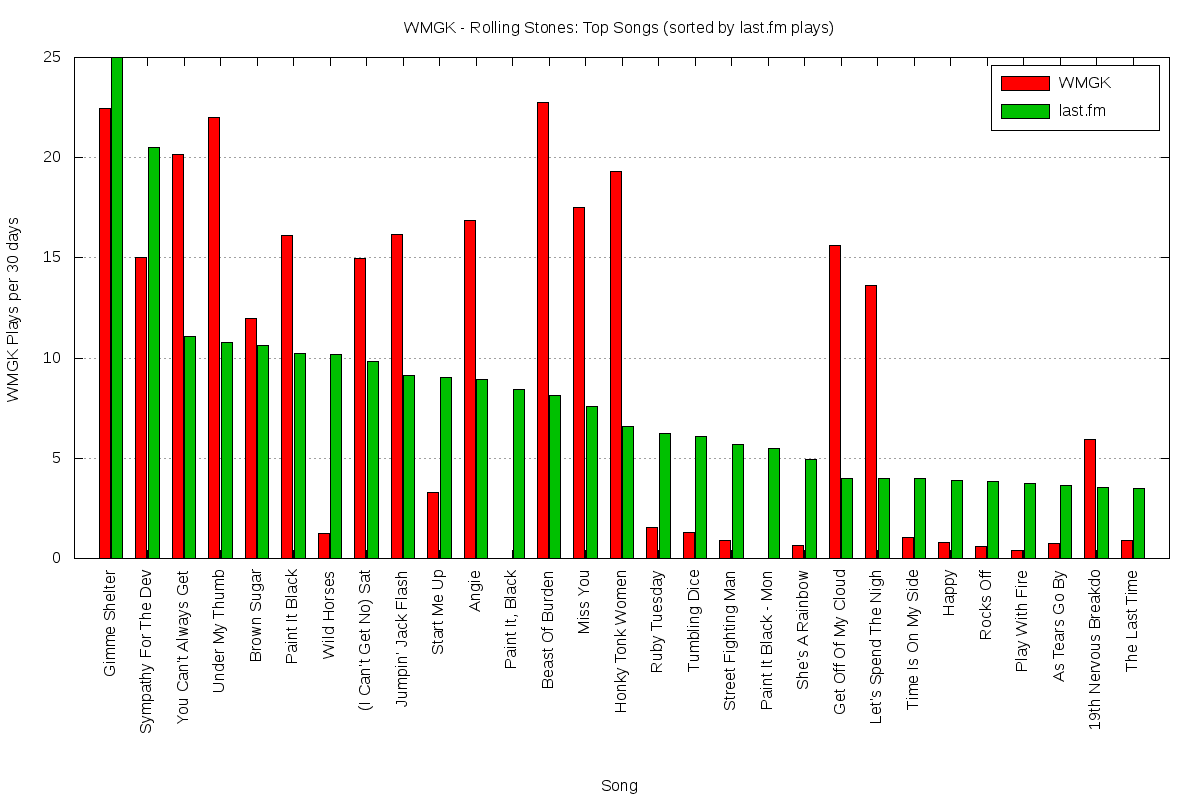 WMGK - Rolling Stones: Top Songs (sorted by last.fm plays)
WMGK
last.fm
WMGK Plays per 30 days
25
20
15
10
5
0
Gimme Shelter
Sympathy For The Dev
You Can't Always Get
Under My Thumb
Brown Sugar
Paint It Black
Wild Horses
(I Can't Get No) Sat
Jumpin' Jack Flash
Start Me Up
Angie
Paint It, Black
Beast Of Burden
Miss You
Honky Tonk Women
Ruby Tuesday
Tumbling Dice
Street Fighting Man
Paint It Black - Mon
She's A Rainbow
Get Off Of My Cloud
Let's Spend The Nigh
Time Is On My Side
Happy
Rocks Off
Play With Fire
As Tears Go By
19th Nervous Breakdo
The Last Time
Song